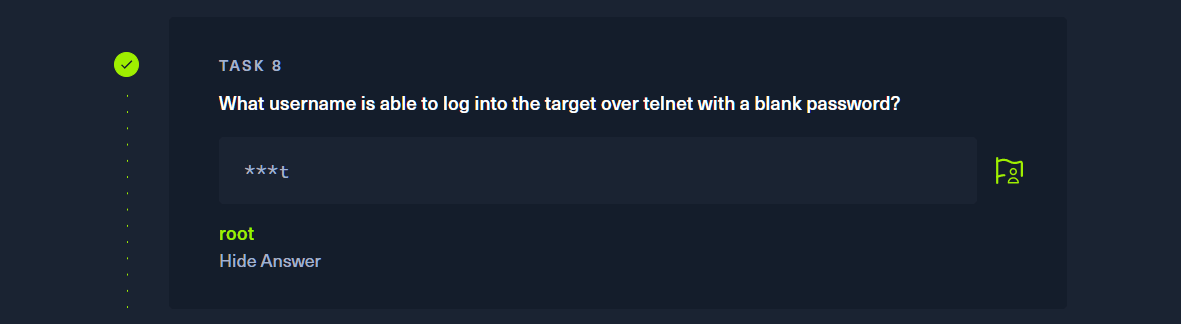 TASK 8
What username is able to log into the target over telnet with a blank password?
***t
root
Hide Answer